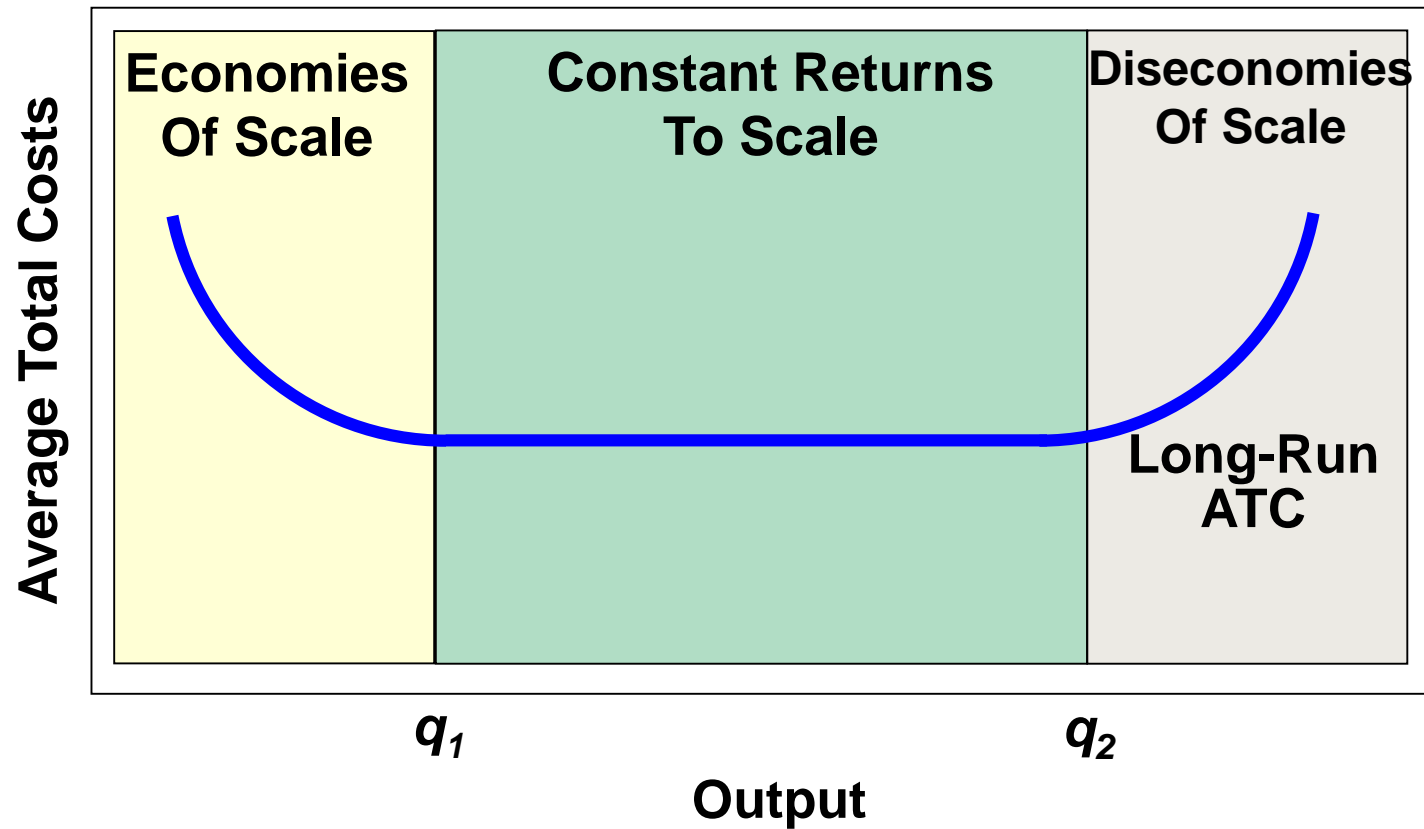 Economies
Of Scale
Constant Returns
To Scale
Diseconomies
Of Scale
Average Total Costs
Long-Run
ATC
q1
q2
Output